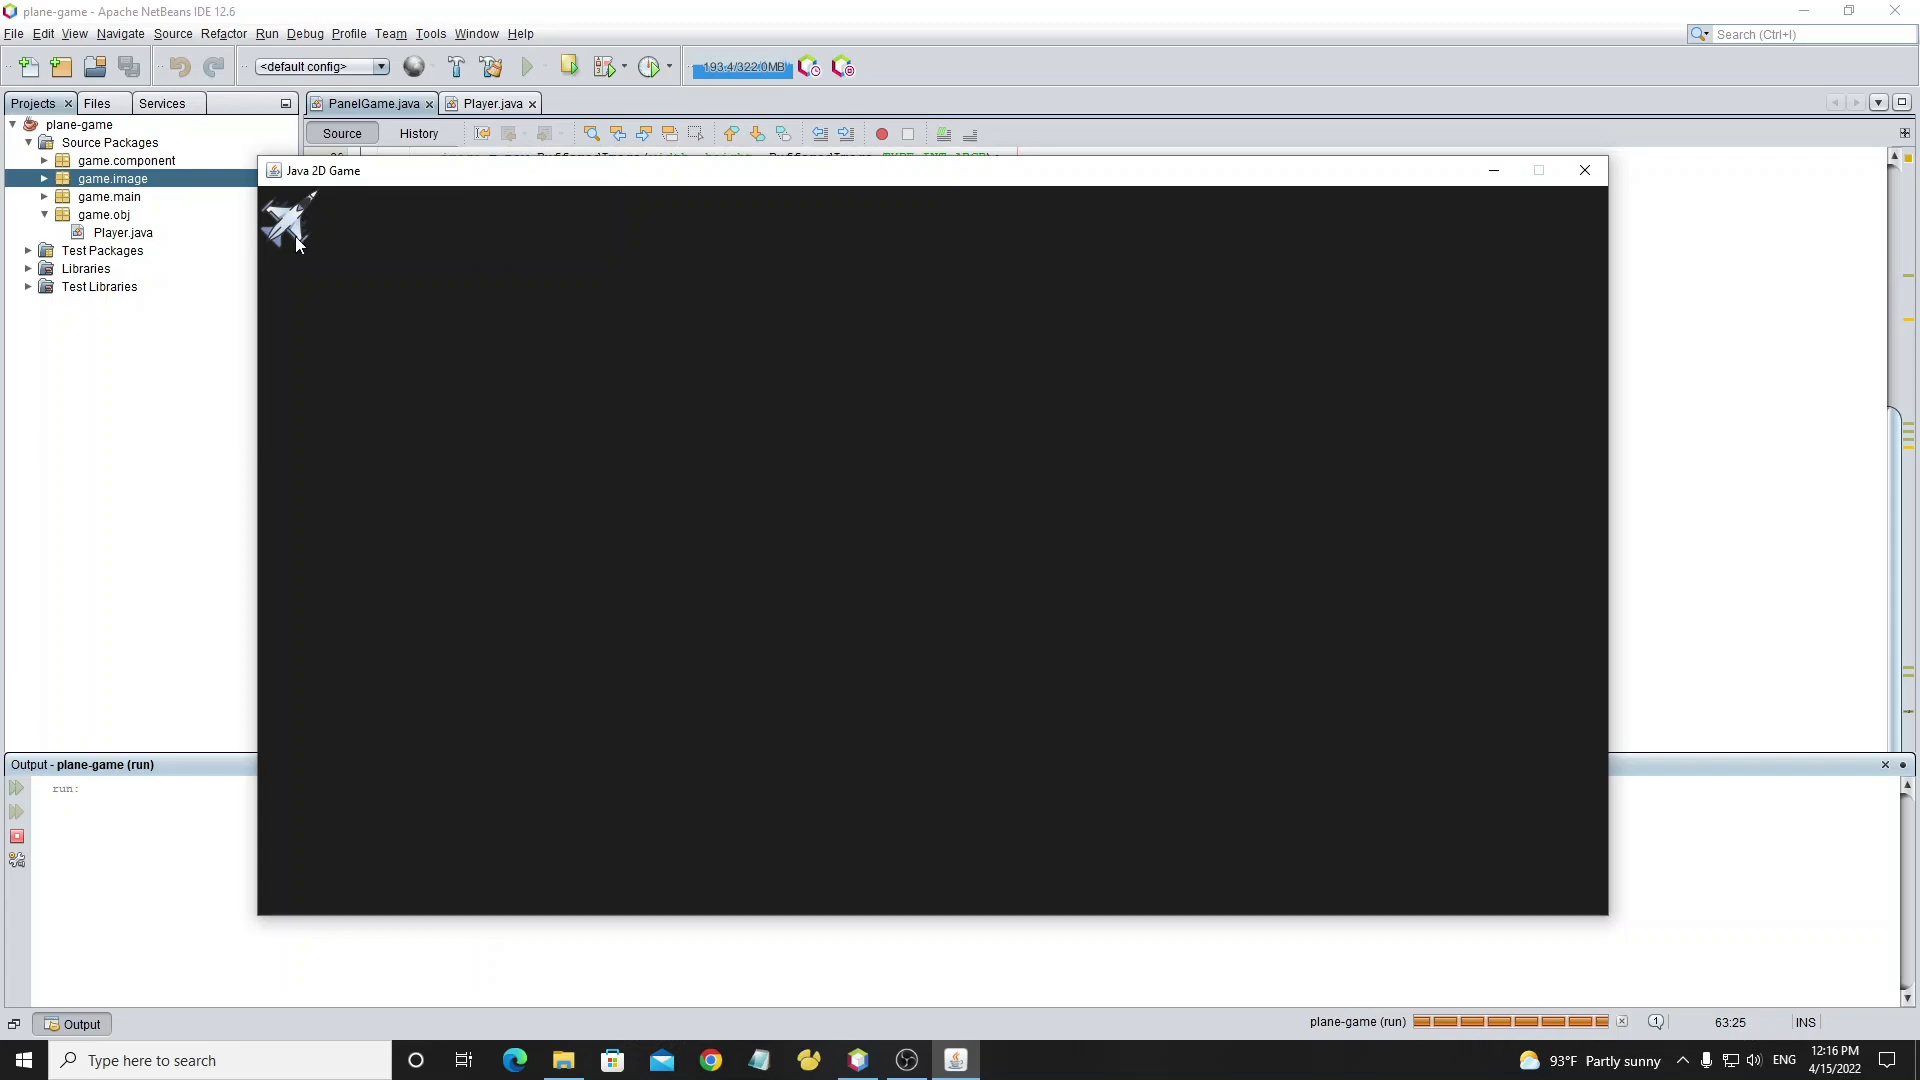 plane-game - Apache NetBeans IDE 12.6
File Edit View Navigate Source Refactor Run Debug Profile Team Tools Window Help
Search (Ctrl+I)
<default config>
193.4/322.0MB
Projects Files Services
PanelGame.java Player.java
plane-game
Source History
Source Packages
game.component
Java 2D Game
game.image
game.main
game.obj
Player.java
Test Packages
Libraries
Test Libraries
Output - plane-game (run)
run:
Output
plane-game (run)
1
63:25
INS
Type here to search
93°F Partly sunny
ENG
12:16 PM
4/15/2022